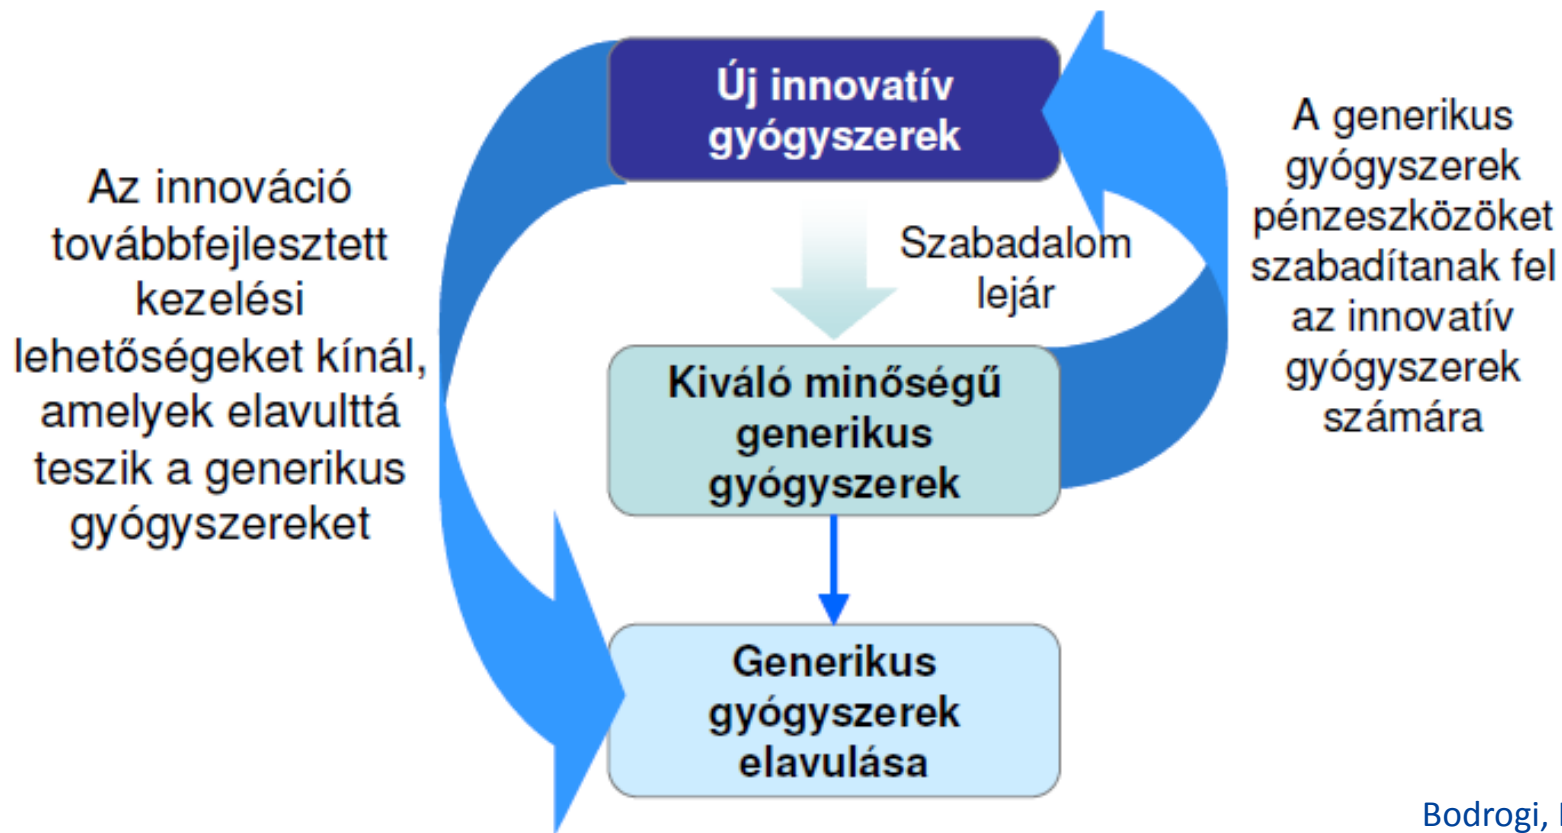 Új innovatív
gyógyszerek
Az innováció
továbbfejlesztett
kezelési
lehetőségeket kínál,
amelyek elavulttá
teszik a generikus
gyógyszereket
Szabadalom
lejár
A generikus
gyógyszerek
pénzeszközöket
szabadítanak fel
az innovatív
gyógyszerek
számára
Kiváló minőségű
generikus
gyógyszerek
Generikus
gyógyszerek
elavulása
Bodrogi,